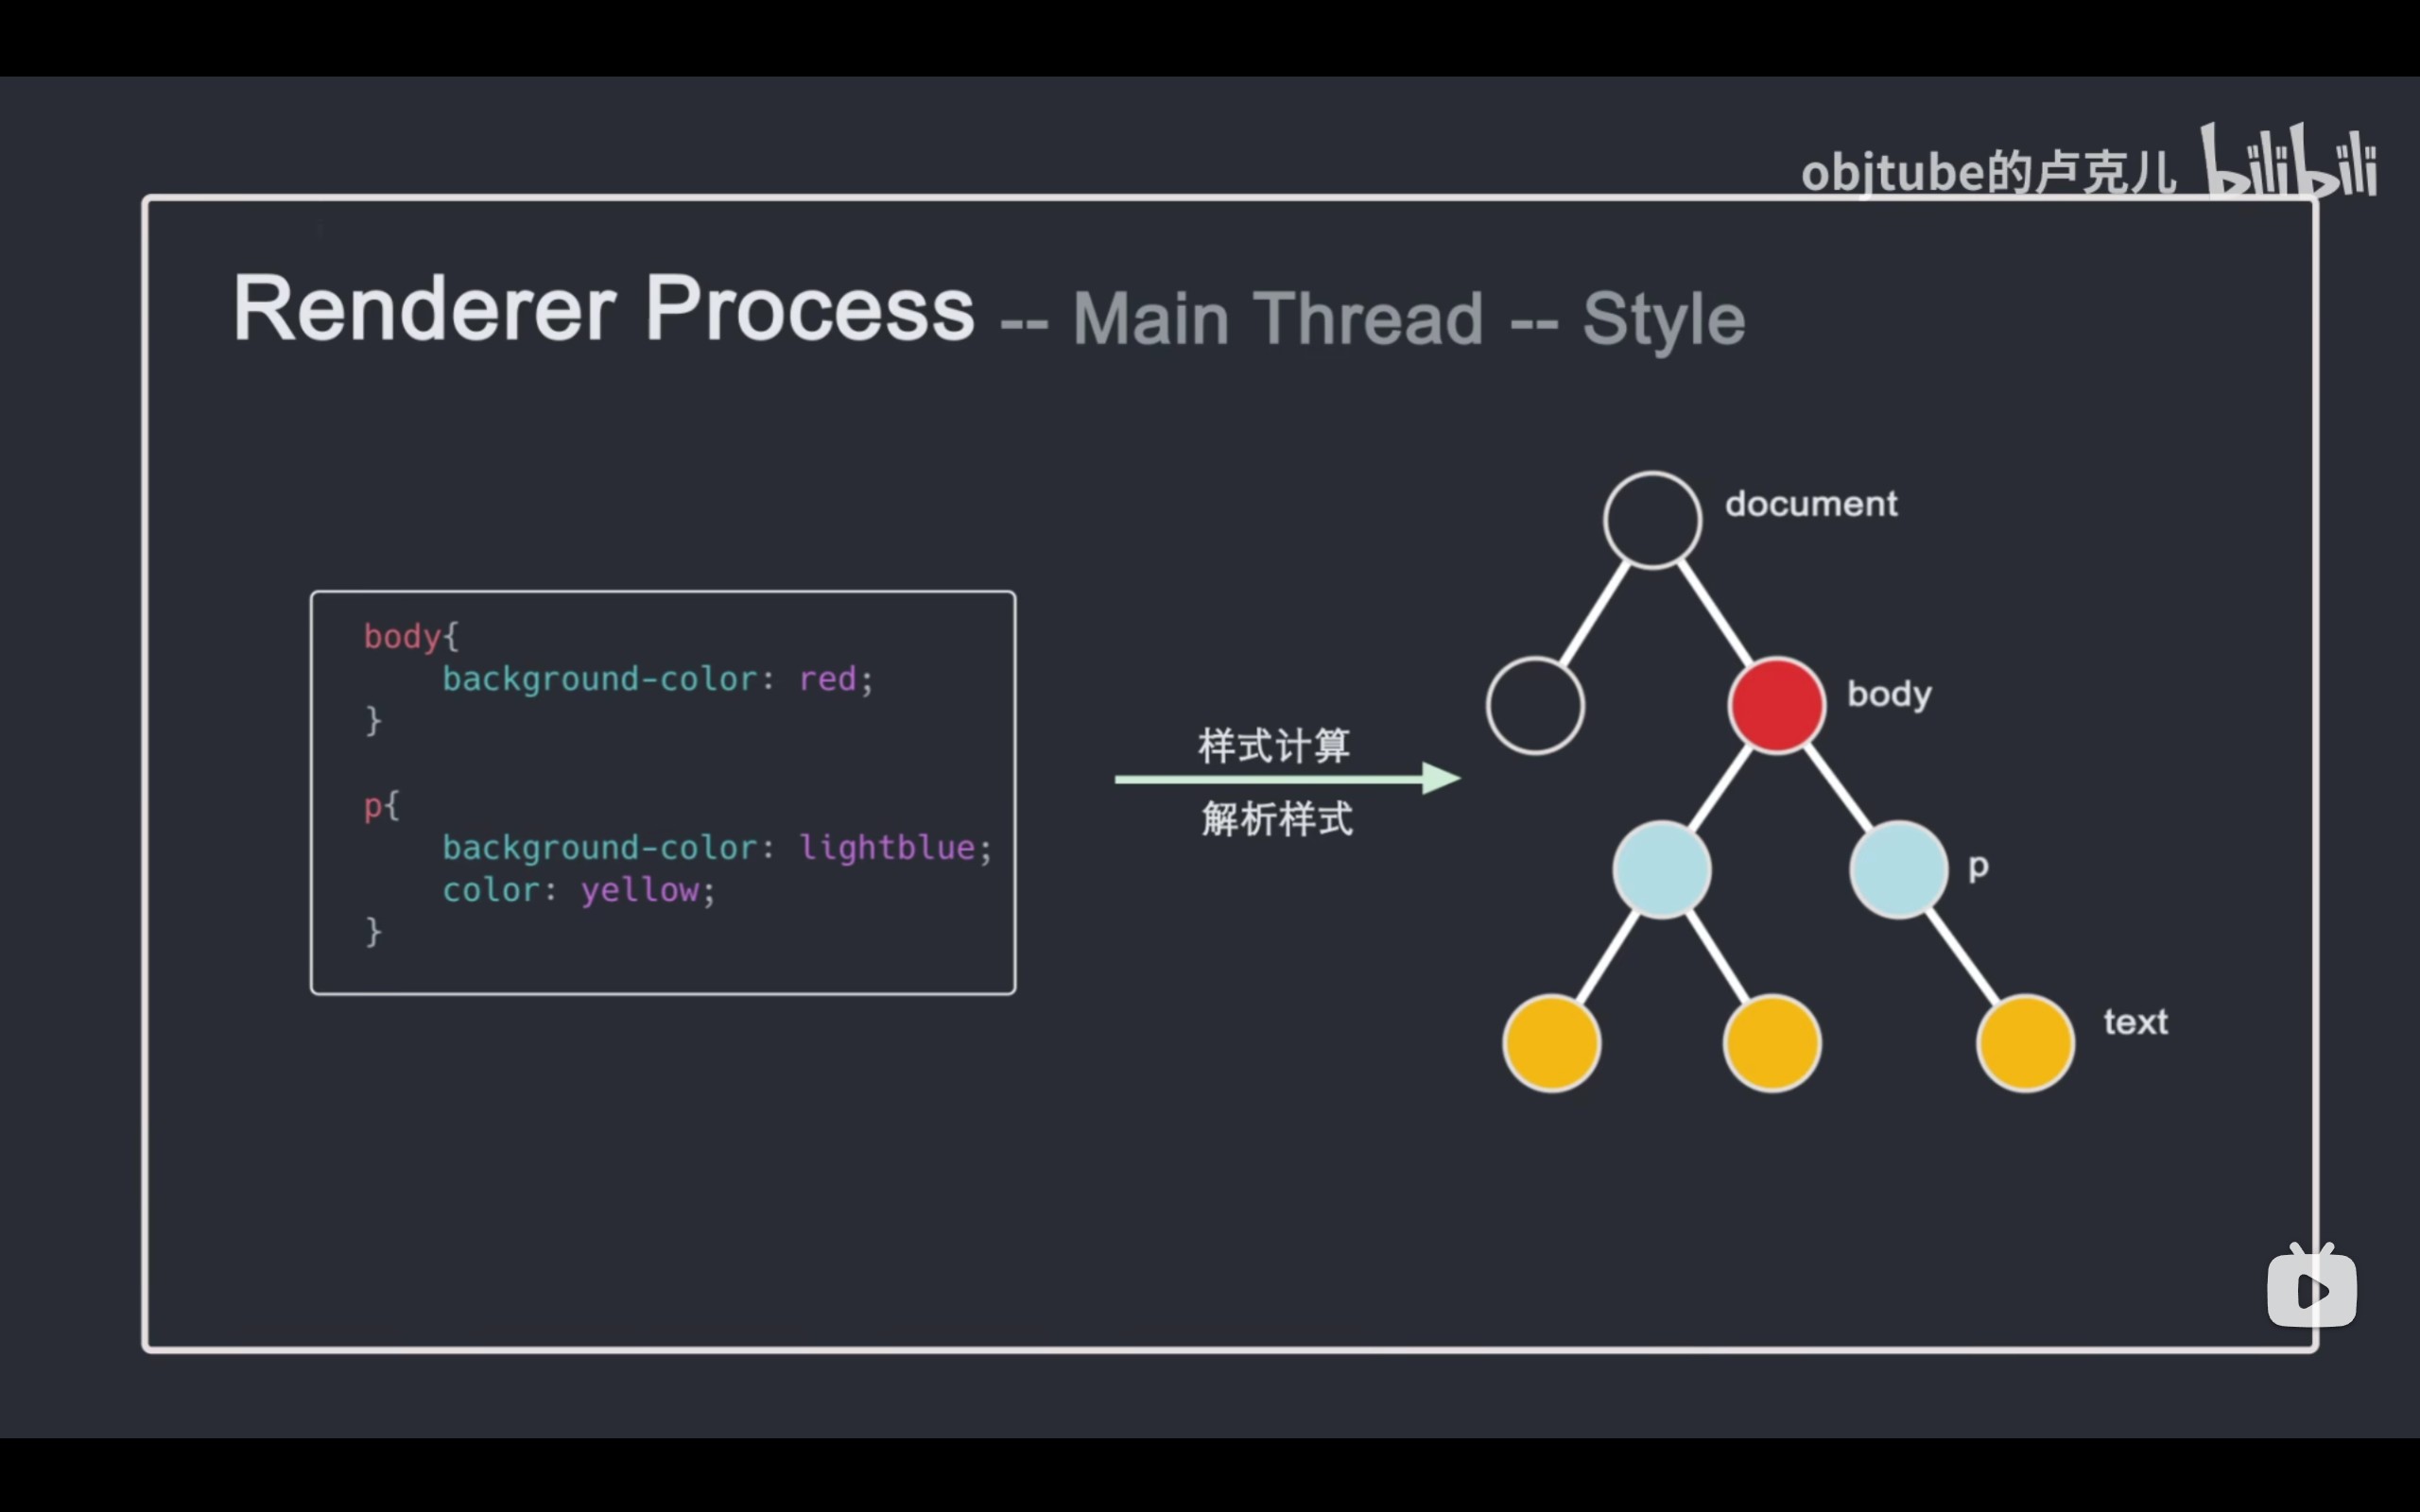 objtube的卢克儿 bilibili
Renderer Process -- Main Thread -- Style
body{
    background-color: red;
}
p{
    background-color: lightblue;
    color: yellow;
}
样式计算
解析样式
document
body
p
text